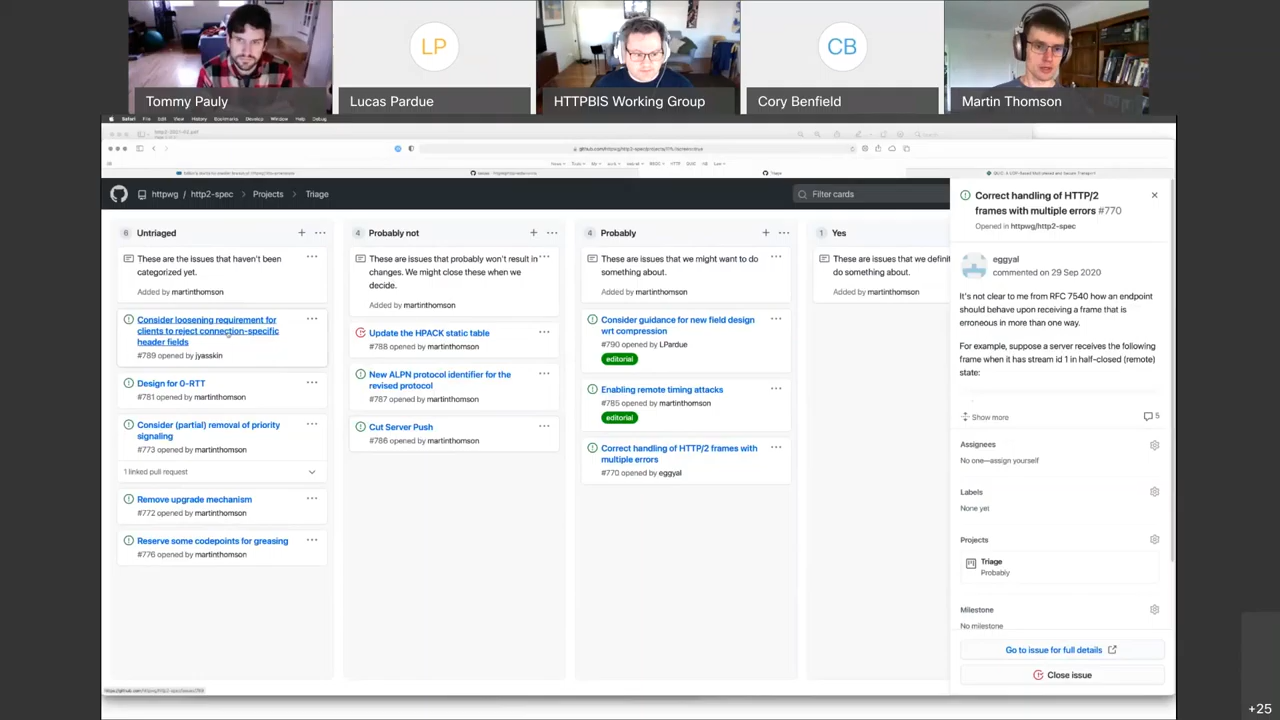 LP
CB
Tommy Pauly
Lucas Pardue
HTTPBIS Working Group
Cory Benfield
Martin Thomson
Safari File Edit View History Bookmarks Develop Window Help Debug
httpwg > http2-spec > Projects > Triage
Filter cards
6 Untriaged
These are the issues that haven't been
categorized yet.
Added by martinthomson
Consider loosening requirement for
clients to reject connection-specific
header fields
#789 opened by jyasskin
Design for 0-RTT
#781 opened by martinthomson
Consider (partial) removal of priority
signaling
#773 opened by martinthomson
1 linked pull request
Remove upgrade mechanism
#772 opened by martinthomson
Reserve some codepoints for greasing
#776 opened by martinthomson
4 Probably not
These are issues that probably won't result in
changes. We might close these when we
decide.
Added by martinthomson
Update the HPACK static table
#788 opened by martinthomson
New ALPN protocol identifier for the
revised protocol
#787 opened by martinthomson
Cut Server Push
#786 opened by martinthomson
4 Probably
These are issues that we might want to do
something about.
Added by martinthomson
Consider guidance for new field design
wrt compression
#790 opened by LPardue
editorial
Enabling remote timing attacks
#785 opened by martinthomson
editorial
Correct handling of HTTP/2 frames with
multiple errors
#770 opened by eggyal
1 Yes
These are issues that we definit
do something about.
Added by martinthomson
Correct handling of HTTP/2
frames with multiple errors #770
Opened in httpwg/http2-spec
eggyal
commented on 29 Sep 2020
It's not clear to me from RFC 7540 how an endpoint
should behave upon receiving a frame that is
erroneous in more than one way.
For example, suppose a server receives the following
frame when it has stream id 1 in half-closed (remote)
state:
Show more
5
Assignees
No one—assign yourself
Labels
None yet
Projects
Triage
Probably
Milestone
No milestone
Go to issue for full details
Close issue
+25